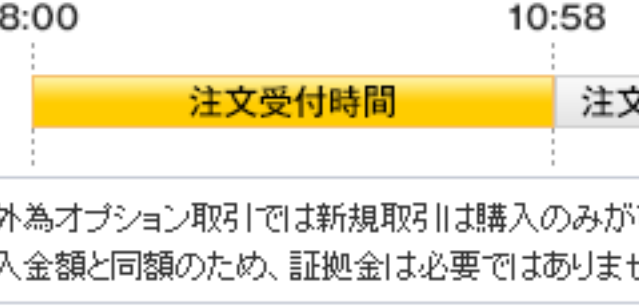 8:00 10:58
注文受付時間 注文
外為オプション取引では新規取引は購入のみが
入金額と同額のため、証拠金は必要ではありませ